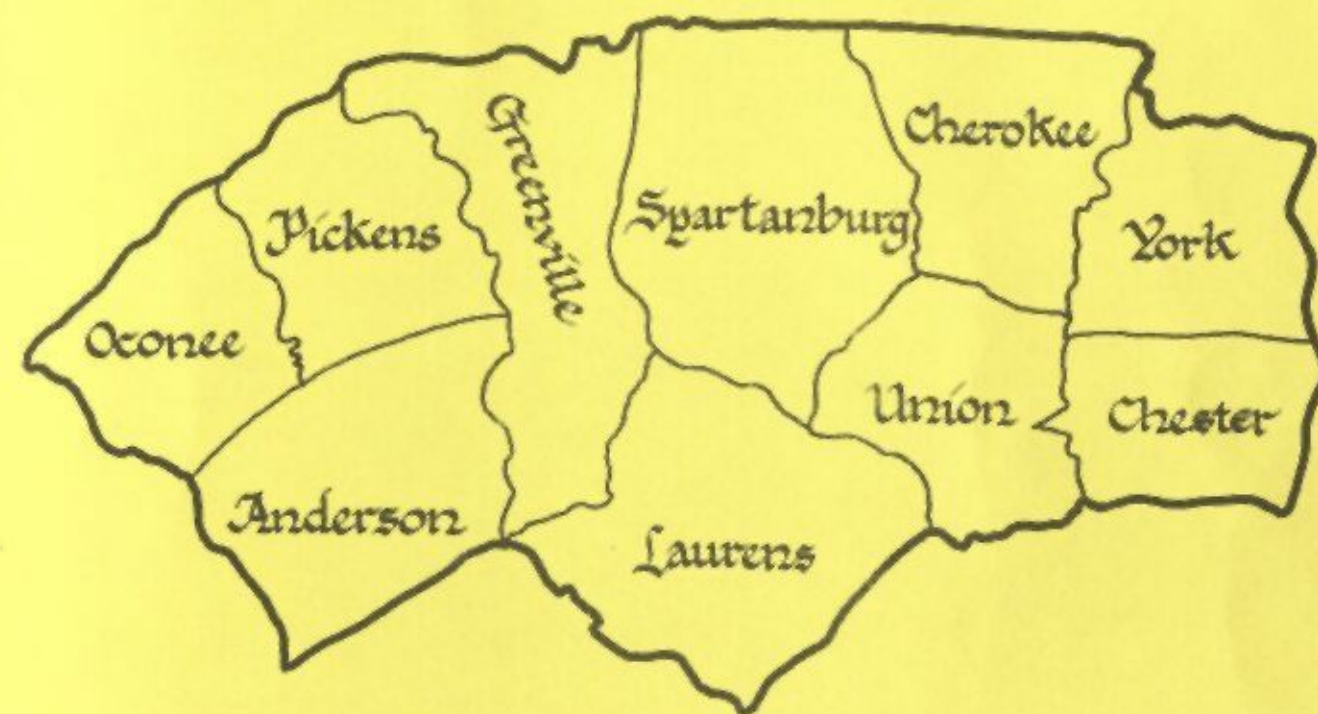 Greenville
Cherokee
Spartanburg
Pickens
York
Oconee
Union
Chester
Anderson
Laurens